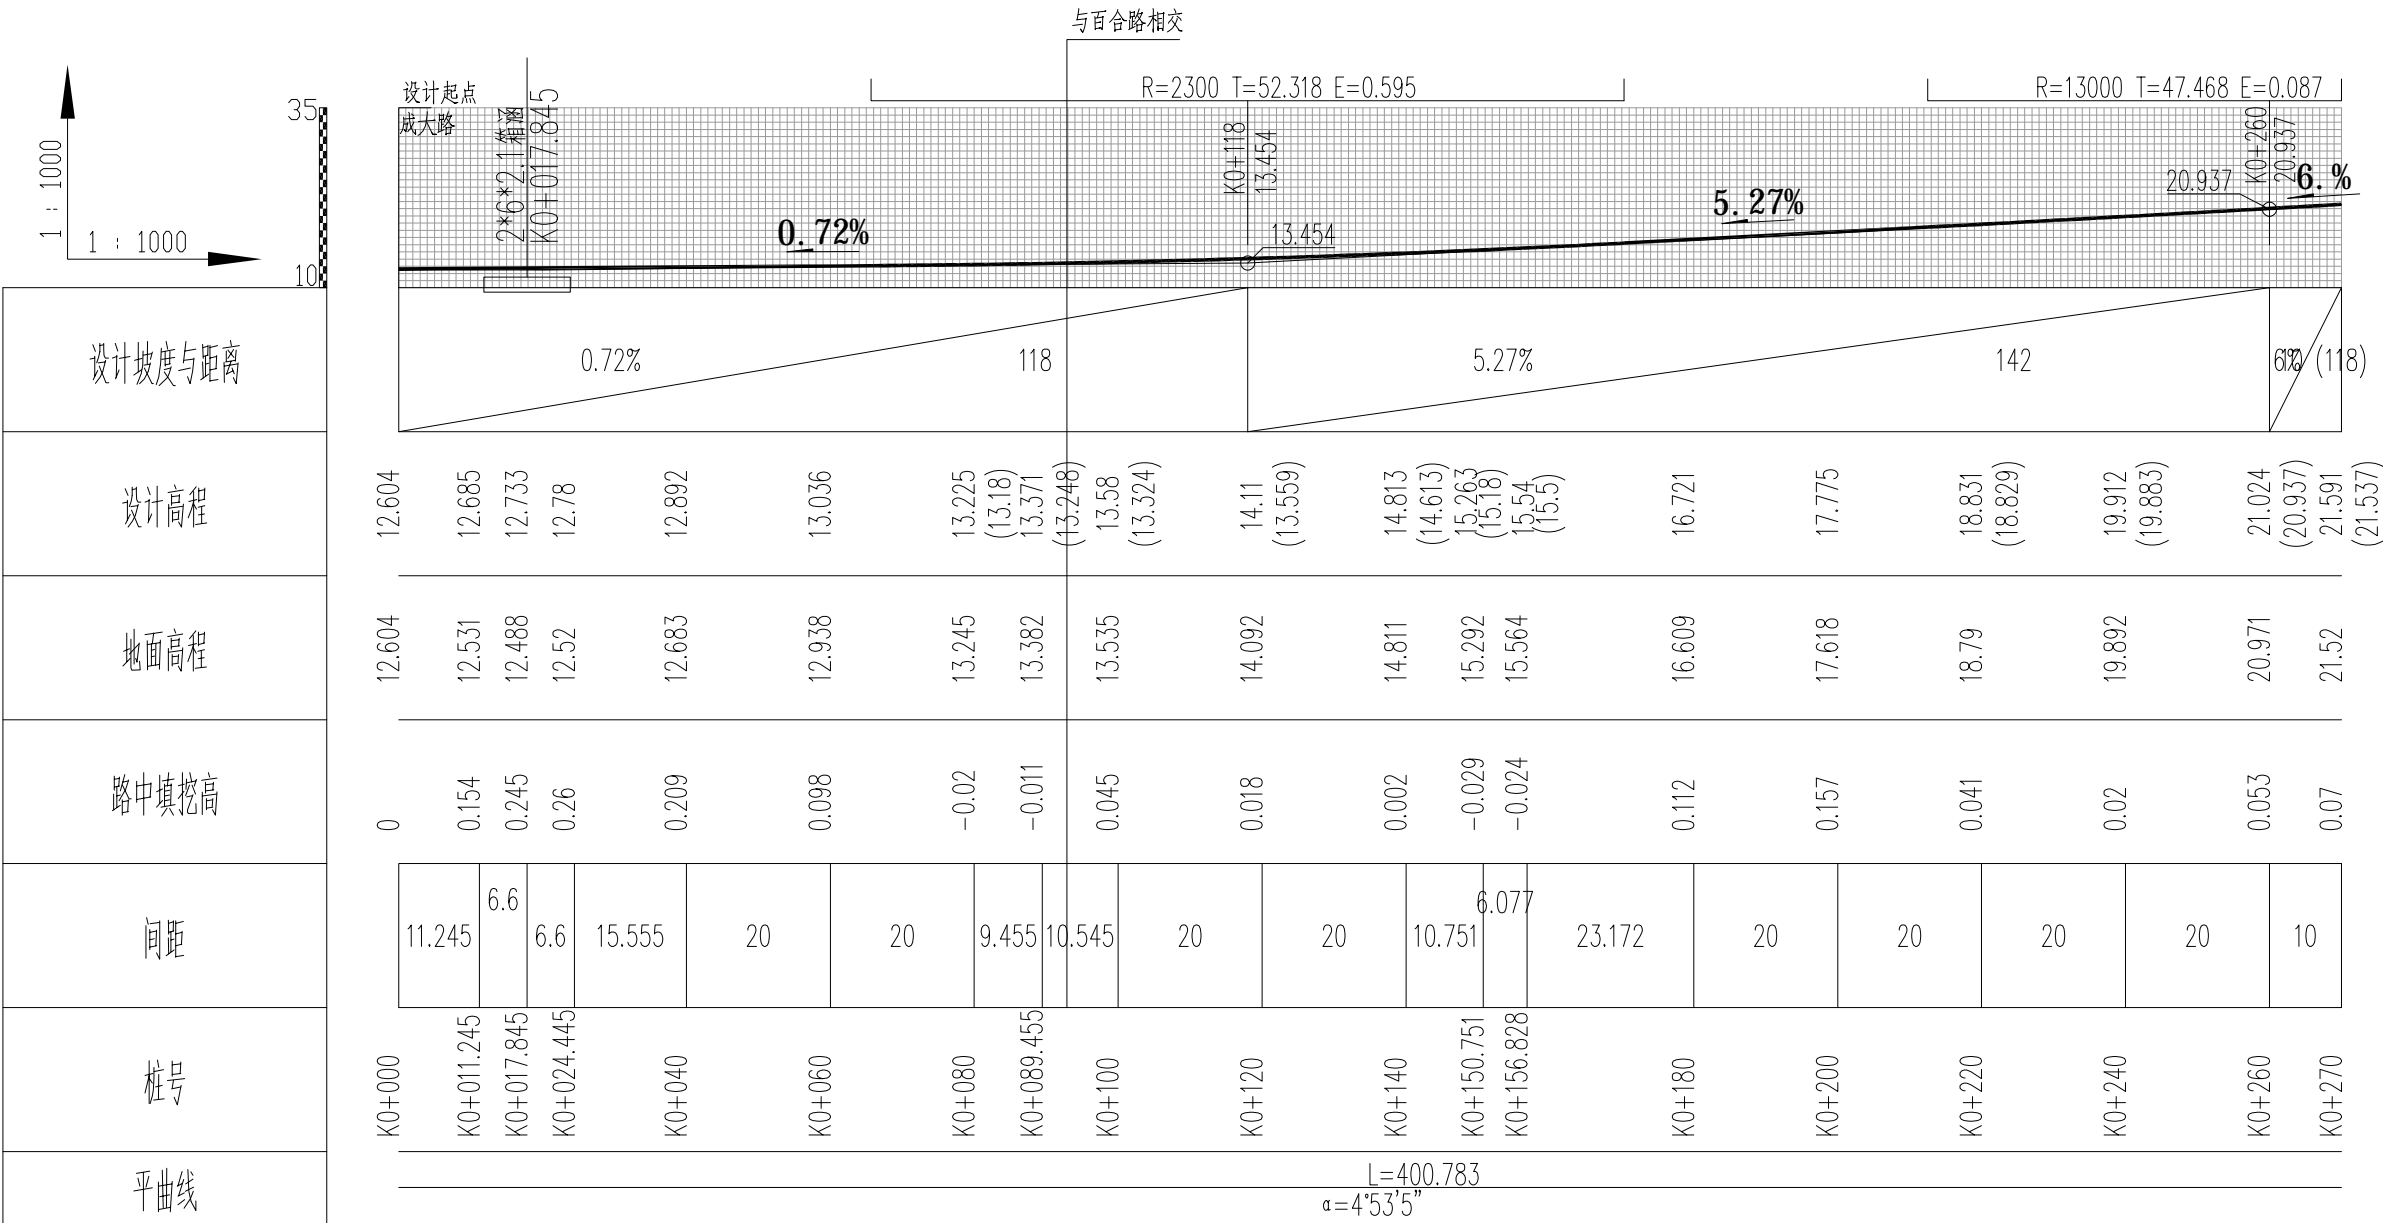 与百合路相交
设计起点
成大路
R=2300 T=52.318 E=0.595
R=13000 T=47.468 E=0.087
35
10
1 : 1000
1 : 1000
2*6*2.1箱涵
K0+017.845
K0+118
13.454
K0+260
20.937
0.72%
13.454
5.27%
20.937
6.%
设计坡度与距离
0.72% 118 5.27% 142 6% 10 (118)
设计高程
12.604 12.685 12.733 12.78 12.892 13.036 13.225 (13.18) 13.371 (13.248) 13.58 (13.324) 14.11 (13.559) 14.813 (14.613) 15.263 (15.18) 15.54 (15.5) 16.721 17.775 18.831 (18.829) 19.912 (19.883) 21.024 (20.937) 21.591 (21.537)
地面高程
12.604 12.531 12.488 12.52 12.683 12.938 13.245 13.382 13.535 14.092 14.811 15.292 15.564 16.609 17.618 18.79 19.892 20.971 21.52
路中填挖高
0 0.154 0.245 0.26 0.209 0.098 -0.02 -0.011 0.045 0.018 0.002 -0.029 -0.024 0.112 0.157 0.041 0.02 0.053 0.07
间距
11.245 6.6 6.6 15.555 20 20 9.455 10.545 20 20 10.751 6.077 23.172 20 20 20 20 10
桩号
K0+000 K0+011.245 K0+017.845 K0+024.445 K0+040 K0+060 K0+080 K0+089.455 K0+100 K0+120 K0+140 K0+150.751 K0+156.828 K0+180 K0+200 K0+220 K0+240 K0+260 K0+270
平曲线
L=400.783
α=4°53'5"